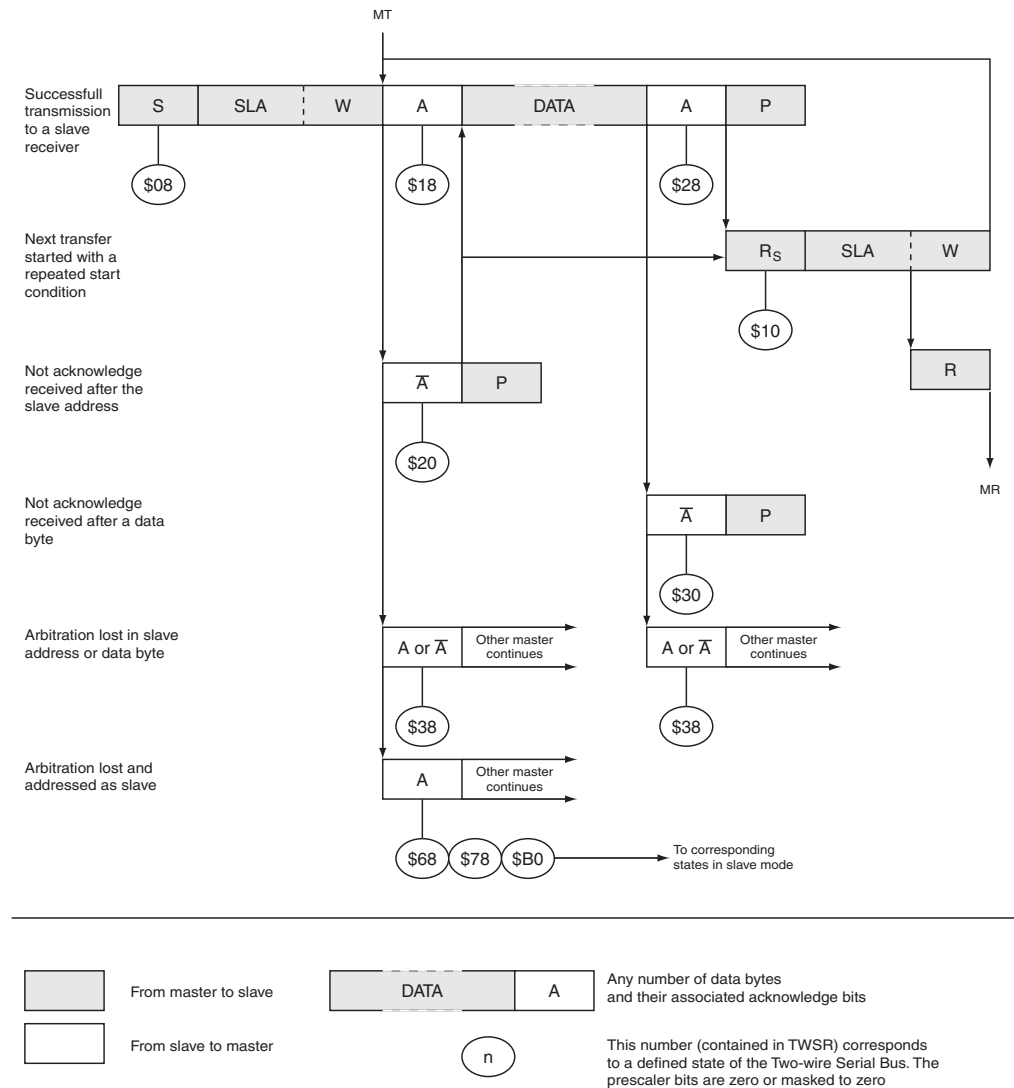 MT
Successfull
transmission
to a slave
receiver
S SLA W A DATA A P
$08 $18 $28
Next transfer
started with a
repeated start
condition
RS SLA W
$10
Not acknowledge
received after the
slave address
A̅ P
R
$20
MR
Not acknowledge
received after a data
byte
A̅ P
$30
Arbitration lost in slave
address or data byte
A or A̅
Other master
continues
A or A̅
Other master
continues
$38 $38
Arbitration lost and
addressed as slave
A
Other master
continues
$68 $78 $B0
To corresponding
states in slave mode
From master to slave
DATA A
Any number of data bytes
and their associated acknowledge bits
From slave to master
n
This number (contained in TWSR) corresponds
to a defined state of the Two-wire Serial Bus. The
prescaler bits are zero or masked to zero